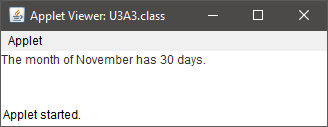 Applet Viewer: U3A3.class
Applet
The month of November has 30 days.
Applet started.